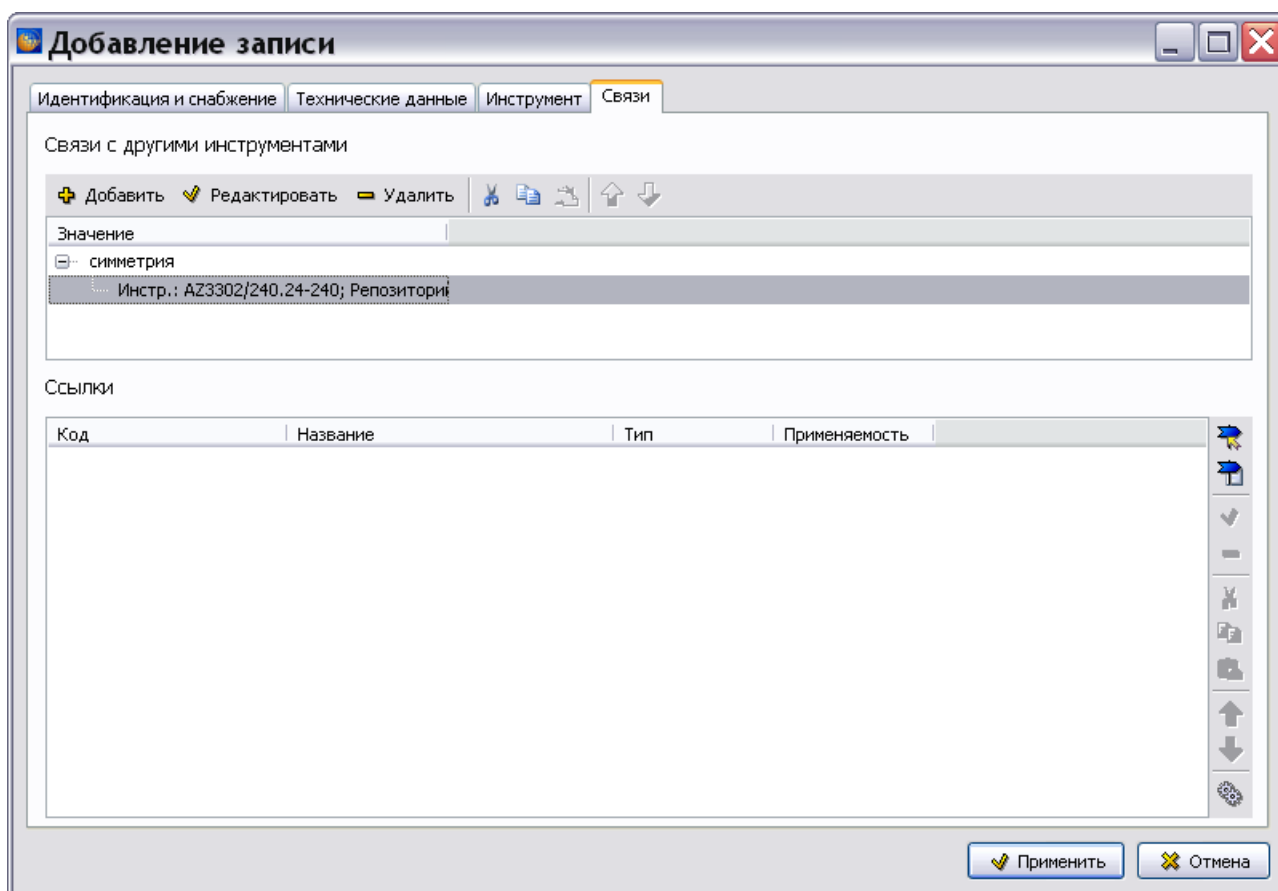 Добавление записи
Идентификация и снабжение Технические данные Инструмент Связи
Связи с другими инструментами
Добавить Редактировать Удалить
Значение
симметрия
Инстр.: AZ3302/240.24-240; Репозитори
Ссылки
Код Название Тип Применяемость
Применить Отмена